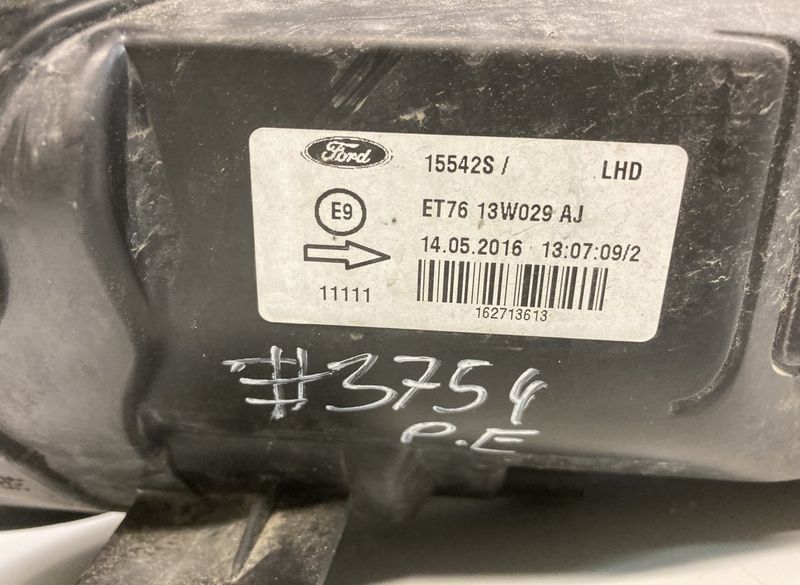 Ford 15542S / LHD
E9 ET76 13W029 AJ
14.05.2016 13:07:09/2
11111
162713613
#3754
P.E